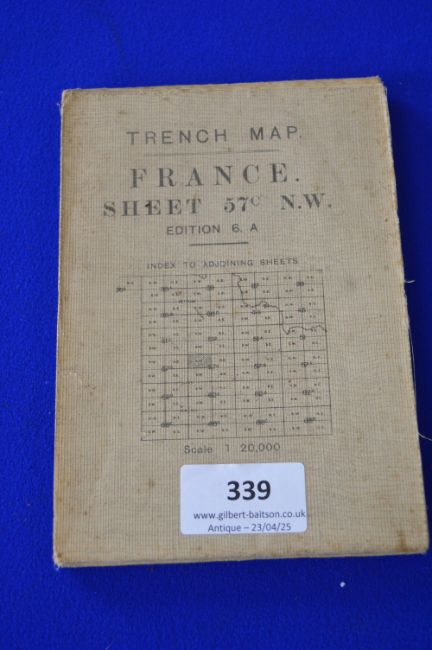 TRENCH MAP.
FRANCE.
SHEET 57C N.W.
EDITION 6. A
INDEX TO ADJOINING SHEETS
Scale 1 20,000
339
www.gilbert-baitson.co.uk
Antique – 23/04/25